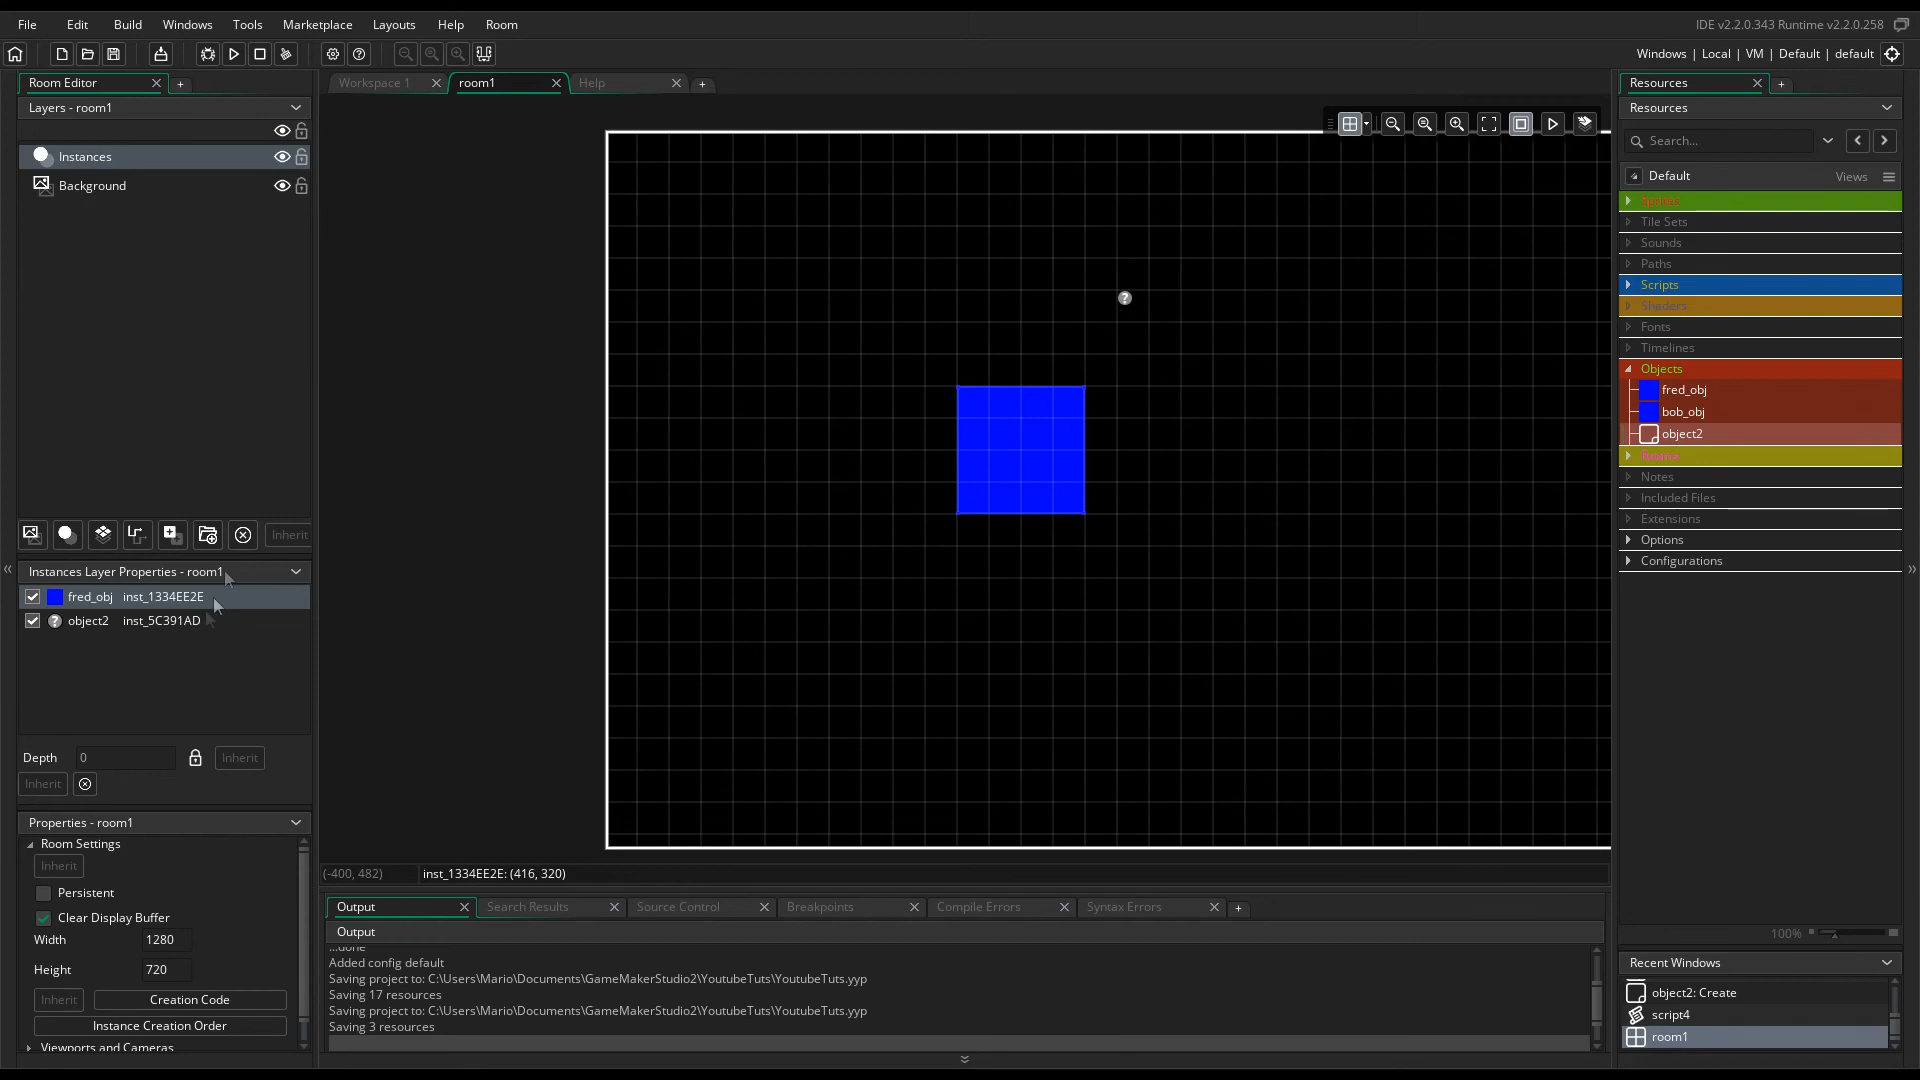 File Edit Build Windows Tools Marketplace Layouts Help Room IDE v2.2.0.343 Runtime v2.2.0.258
Windows | Local | VM | Default | default
Room Editor
Layers - room1
Instances
Background
Inherit
Instances Layer Properties - room1
fred_obj inst_1334EE2E
object2 inst_5C391AD
Depth 0 Inherit
Inherit
Properties - room1
Room Settings
Inherit
Persistent
Clear Display Buffer
Width 1280
Height 720
Inherit Creation Code
Instance Creation Order
Viewports and Cameras
Workspace 1 room1 Help
?
(-400, 482) inst_1334EE2E: (416, 320)
Output Search Results Source Control Breakpoints Compile Errors Syntax Errors
Output
...done
Added config default
Saving project to: C:\Users\Mario\Documents\GameMakerStudio2\YoutubeTuts\YoutubeTuts.yyp
Saving 17 resources
Saving project to: C:\Users\Mario\Documents\GameMakerStudio2\YoutubeTuts\YoutubeTuts.yyp
Saving 3 resources
Resources
Resources
Search...
Default Views
Sprites
Tile Sets
Sounds
Paths
Scripts
Shaders
Fonts
Timelines
Objects
fred_obj
bob_obj
object2
Rooms
Notes
Included Files
Extensions
Options
Configurations
100%
Recent Windows
object2: Create
script4
room1